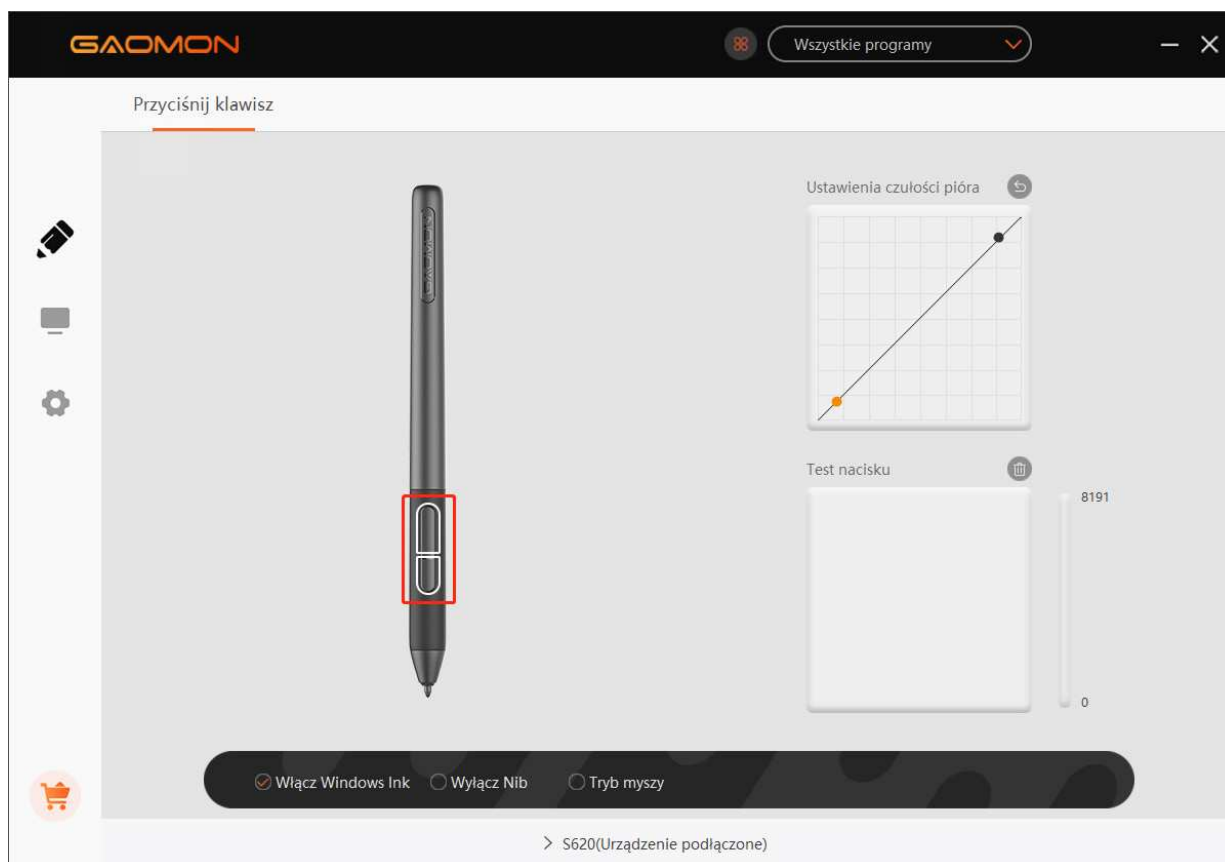 GAOMON
Wszystkie programy
Przyciśnij klawisz
Ustawienia czułości pióra
GAOMON
Test nacisku
8191
0
Włącz Windows Ink
Wyłącz Nib
Tryb myszy
S620(Urządzenie podłączone)